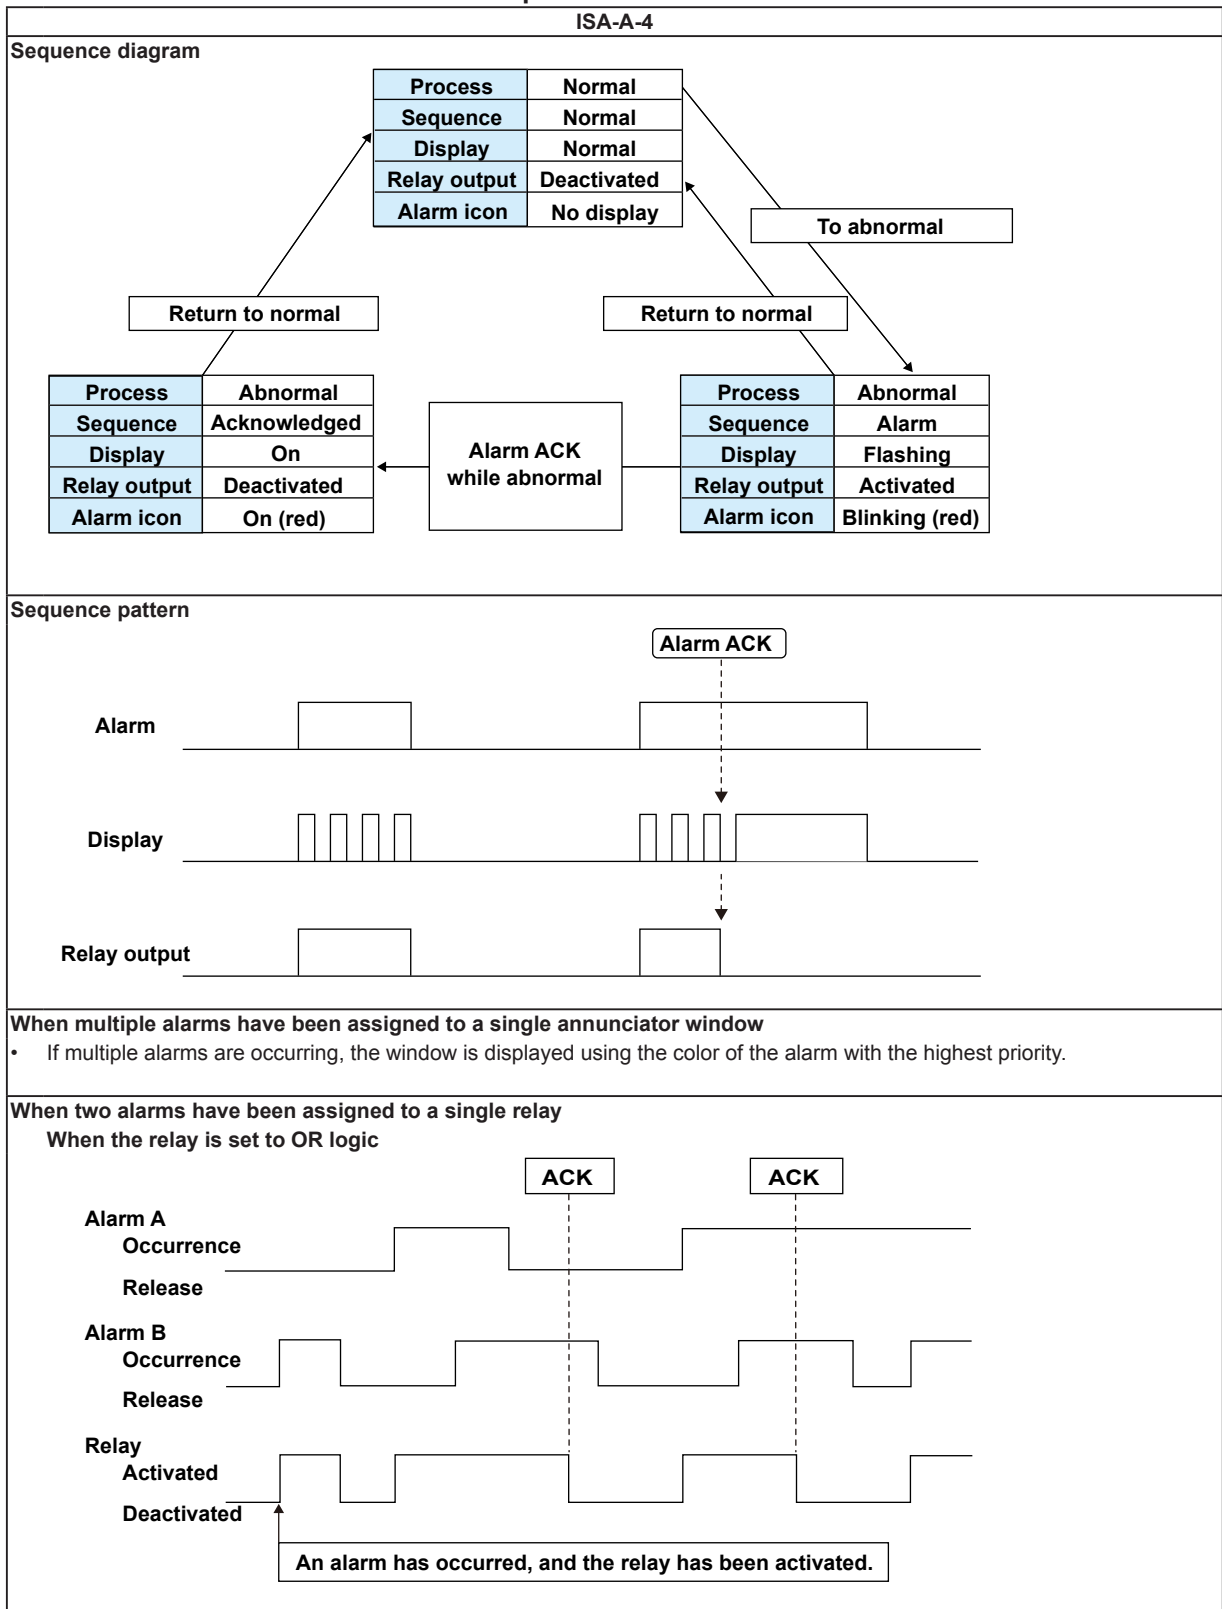 ISA-A-4
Sequence diagram
Process Normal
Sequence Normal
Display Normal
Relay output Deactivated
Alarm icon No display
To abnormal
Return to normal
Return to normal
Process Abnormal
Sequence Acknowledged
Display On
Relay output Deactivated
Alarm icon On (red)
Alarm ACK
while abnormal
Process Abnormal
Sequence Alarm
Display Flashing
Relay output Activated
Alarm icon Blinking (red)
Sequence pattern
Alarm ACK
Alarm
Display
Relay output
When multiple alarms have been assigned to a single annunciator window
• If multiple alarms are occurring, the window is displayed using the color of the alarm with the highest priority.
When two alarms have been assigned to a single relay
When the relay is set to OR logic
ACK ACK
Alarm A
Occurrence
Release
Alarm B
Occurrence
Release
Relay
Activated
Deactivated
An alarm has occurred, and the relay has been activated.